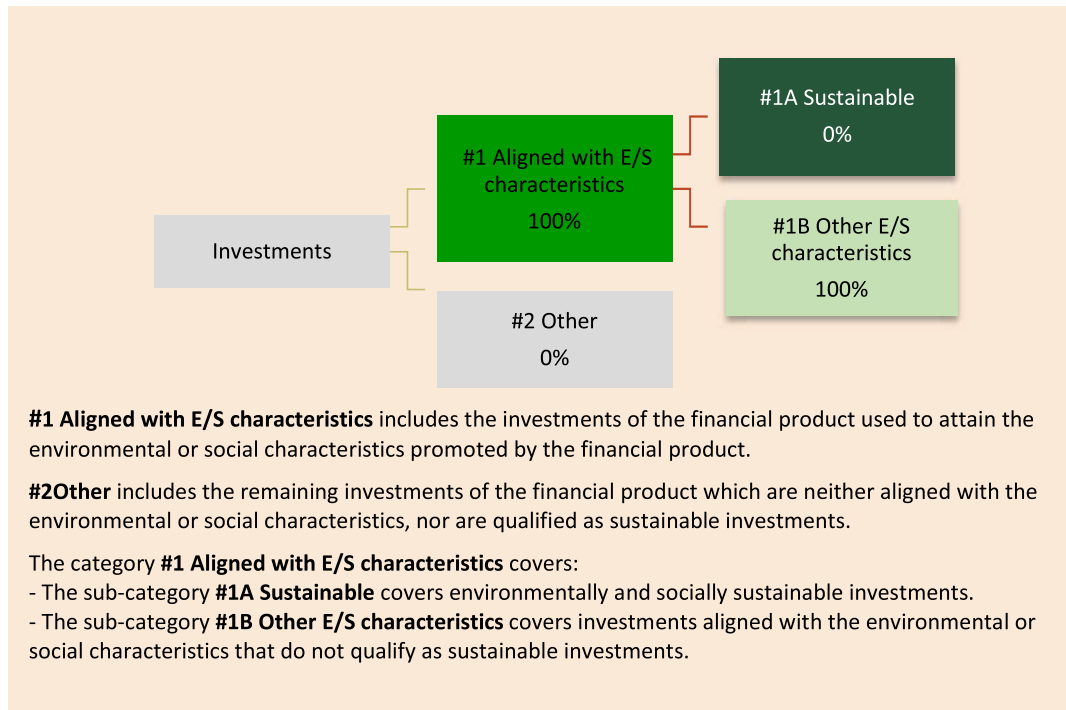 #1A Sustainable
0%
#1 Aligned with E/S
characteristics
100%
#1B Other E/S
characteristics
100%
Investments
#2 Other
0%
#1 Aligned with E/S characteristics includes the investments of the financial product used to attain the
environmental or social characteristics promoted by the financial product.
#2Other includes the remaining investments of the financial product which are neither aligned with the
environmental or social characteristics, nor are qualified as sustainable investments.
The category #1 Aligned with E/S characteristics covers:
- The sub-category #1A Sustainable covers environmentally and socially sustainable investments.
- The sub-category #1B Other E/S characteristics covers investments aligned with the environmental or
social characteristics that do not qualify as sustainable investments.